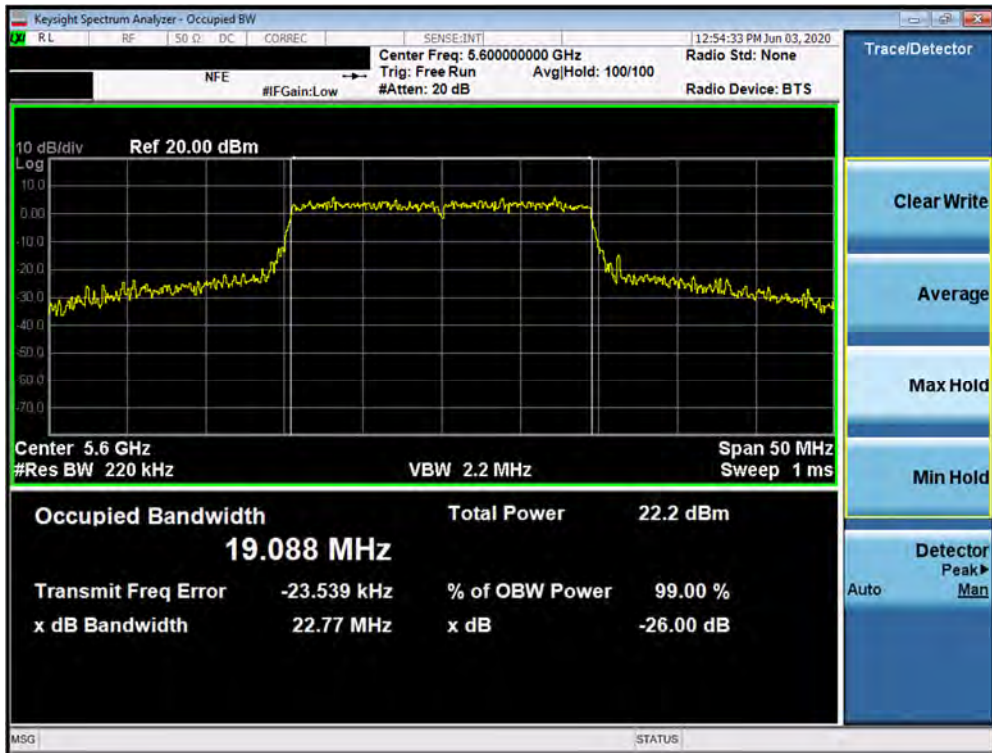 Keysight Spectrum Analyzer - Occupied BW
LXI RL RF 50 Ω DC CORREC SENSE:INT 12:54:33 PM Jun 03, 2020
Center Freq: 5.600000000 GHz Radio Std: None
NFE Trig: Free Run Avg|Hold: 100/100
#IFGain:Low #Atten: 20 dB Radio Device: BTS
10 dB/div Ref 20.00 dBm
Log
10.0
0.00
-10.0
-20.0
-30.0
-40.0
-50.0
-60.0
-70.0
Center 5.6 GHz Span 50 MHz
#Res BW 220 kHz VBW 2.2 MHz Sweep 1 ms
Occupied Bandwidth Total Power 22.2 dBm
19.088 MHz
Transmit Freq Error -23.539 kHz % of OBW Power 99.00 %
x dB Bandwidth 22.77 MHz x dB -26.00 dB
MSG STATUS
Trace/Detector
Clear Write
Average
Max Hold
Min Hold
Detector
Peak▶
Auto Man